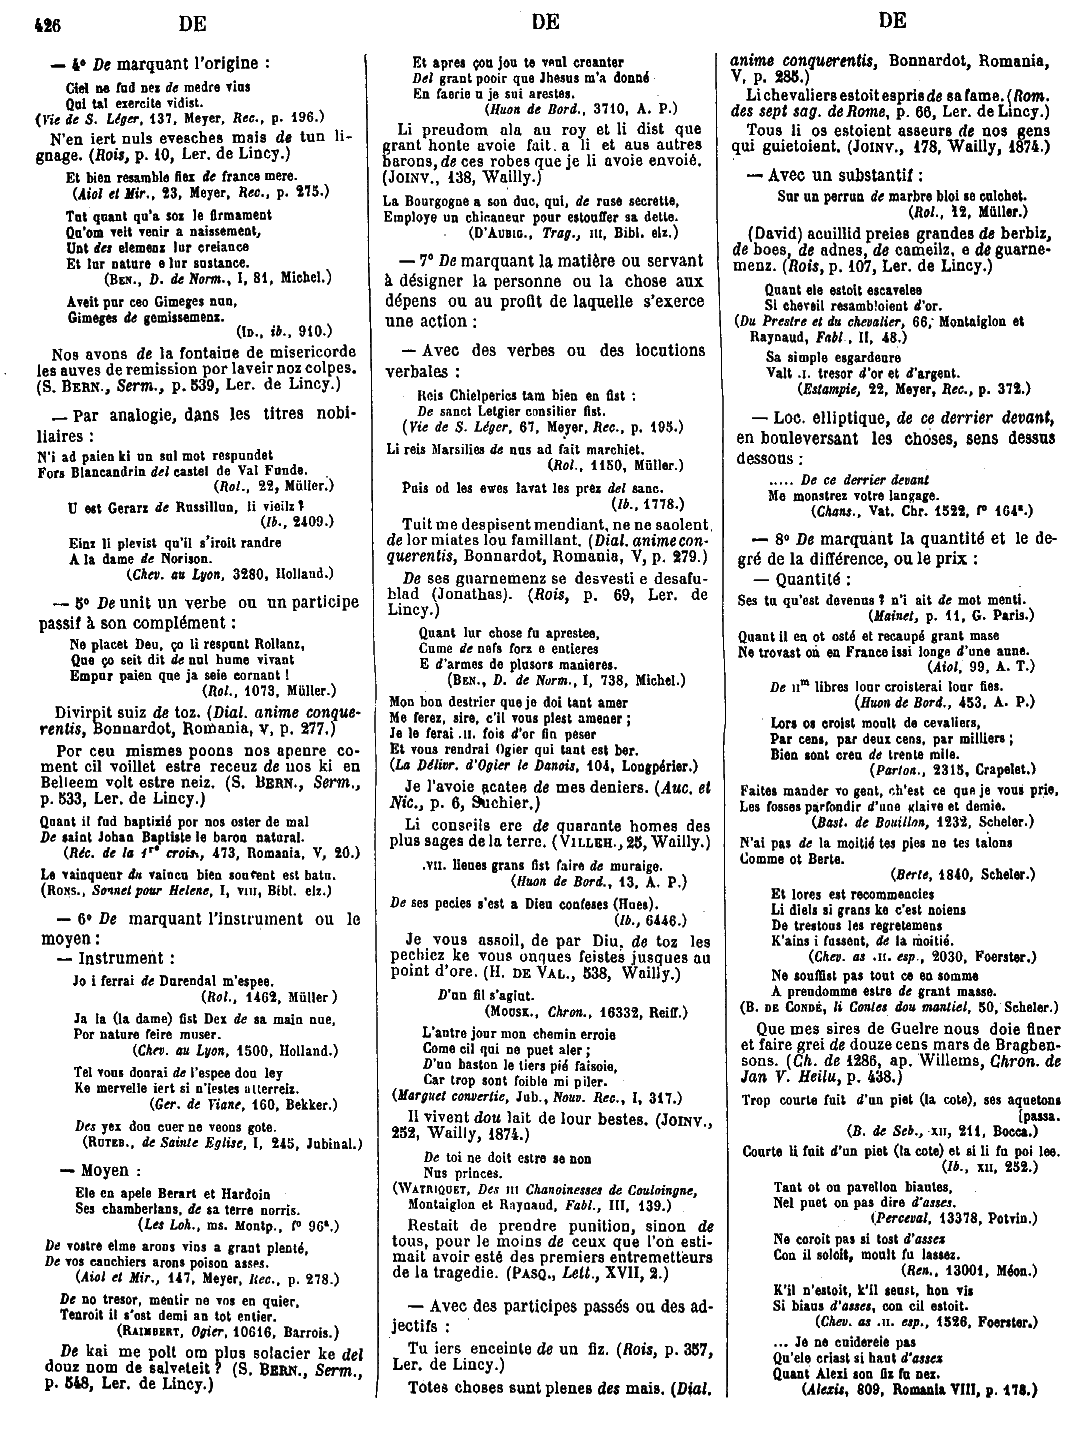 426 DE DE DE
— 4° De marquant l'origine :
Ciel ne fud nez de medre vius
Qui tal exercite vidist.
(Vie de S. Léger, 137, Meyer, Rec., p. 196.)
N'en iert nuls evesches mais de tun li-
gnage. (Rois, p. 10, Ler. de Lincy.)
Et bien resamble fiex de france mere.
(Aiol et Mir., 23, Meyer, Rec., p. 275.)
Tut quant qu'a soz le firmament
Qu'om veit venir a naissement,
Unt des elemenz lur creiance
Et lur nature e lur sustance.
(BEN., D. de Norm., I, 81, Michel.)
Aveit pur ceo Gimeges nun,
Gimeges de gemissemenz.
(ID., ib., 910.)
Nos avons de la fontaine de misericorde
les auves de remission por laveir noz colpes.
(S. BERN., Serm., p. 539, Ler. de Lincy.)
— Par analogie, dans les titres nobi-
liaires :
N'i ad paien ki un sul mot respundet
Fors Blancandrin del castel de Val Funde.
(Rol., 22, Müller.)
U est Gerarz de Russillun, li vieilz ?
(Ib., 2409.)
Einz li plevist qu'il s'iroit randre
A la dame de Norison.
(Chev. au Lyon, 3280, Holland.)
— 5° De unit un verbe ou un participe
passif à son complément :
Ne placet Deu, ço li respunt Rollanz,
Que ço seit dit de nul hume vivant
Empur paien que ja seie cornant !
(Rol., 1073, Müller.)
Divirpit suiz de toz. (Dial. anime conque-
rentis, Bonnardot, Romania, V, p. 277.)
Por ceu mismes poons nos apenre co-
ment cil voillet estre receuz de nos ki en
Belleem volt estre neiz. (S. BERN., Serm.,
p. 533, Ler. de Lincy.)
Quant il fud baptizié por nos oster de mal
De saint Johan Baptiste le baron natural.
(Réc. de la 1re crois., 473, Romania, V, 20.)
Le vainqueur du vaincu bien souvent est batu.
(RONS., Sonnet pour Helene, I, VIII, Bibl. elz.)
— 6° De marquant l'instrument ou le
moyen :
— Instrument :
Jo i ferrai de Durendal m'espee.
(Rol., 1462, Müller)
Ja la (la dame) fist Dex de sa main nue,
Por nature feire muser.
(Chev. au Lyon, 1500, Holland.)
Tel vous donrai de l'espee dou ley
Ke mervelle iert si n'iestes atterreiz.
(Ger. de Viane, 160, Bekker.)
Des yex dou cuer ne veons gote.
(RUTEB., de Sainte Eglise, I, 245, Jubinal.)
— Moyen :
Ele en apele Berart et Hardoin
Ses chamberlans, de sa terre norris.
(Les Loh., ms. Montp., f° 96a.)
De vostre elme arons vins a grant plenté,
De vos cauchiers arons poison asses.
(Aiol et Mir., 147, Meyer, Rec., p. 278.)
De no tresor, mentir ne vos en quier,
Tenroit il s'ost demi an tot entier.
(RAIMBERT, Ogier, 10616, Barrois.)
De kai me polt om plus solacier ke del
douz nom de salveteit ? (S. BERN., Serm.,
p. 548, Ler. de Lincy.)
Et apres çou jou te veul creanter
Del grant pooir que Jhesus m'a donné
En faerie u je sui arestes.
(Huon de Bord., 3710, A. P.)
Li preudom ala au roy et li dist que
grant honte avoie fait a li et aus autres
barons, de ces robes que je li avoie envoié.
(JOINV., 138, Wailly.)
La Bourgogne a son duc, qui, de ruse secrette,
Employe un chicaneur pour estouffer sa dette.
(D'AUBIG., Trag., III, Bibl. elz.)
— 7° De marquant la matière ou servant
à désigner la personne ou la chose aux
dépens ou au profit de laquelle s'exerce
une action :
— Avec des verbes ou des locutions
verbales :
Reis Chielperics tam bien en fist :
De sanct Letgier consilier fist.
(Vie de S. Léger, 67, Meyer, Rec., p. 195.)
Li reis Marsilies de nus ad fait marchiet.
(Rol., 1150, Müller.)
Puis od les ewes lavat les prez del sanc.
(Ib., 1778.)
Tuit me despisent mendiant, ne ne saolent
de lor miates lou famillant. (Dial. anime con-
querentis, Bonnardot, Romania, V, p. 279.)
De ses guarnemenz se desvesti e desafu-
blad (Jonathas). (Rois, p. 69, Ler. de
Lincy.)
Quant lur chose fu aprestee,
Cume de nefs forz e entieres
E d'armes de plusors manieres.
(BEN., D. de Norm., I, 738, Michel.)
Mon bon destrier que je doi tant amer
Me ferez, sire, c'il vous plest amener ;
Je le ferai .II. fois d'or fin peser
Et vous rendrai Ogier qui tant est ber.
(La Délivr. d'Ogier le Danois, 104, Longpérier.)
Je l'avoie acatee de mes deniers. (Auc. et
Nic., p. 6, Suchier.)
Li conseils ere de quarante homes des
plus sages de la terre. (VILLEH., 25, Wailly.)
.VII. lieues grans fist faire de muraige.
(Huon de Bord., 13, A. P.)
De ses pecies s'est a Dieu confeses (Hues).
(Ib., 6446.)
Je vous assoil, de par Diu, de toz les
pechiez ke vous onques feistes jusques au
point d'ore. (H. DE VAL., 538, Wailly.)
D'un fil s'agiut.
(MOUSK., Chron., 16332, Reiff.)
L'antre jour mon chemin erroie
Come cil qui ne puet aler ;
D'un baston le tiers pié faisoie,
Car trop sont foible mi piler.
(Marguet convertie, Jub., Nouv. Rec., I, 317.)
Il vivent dou lait de lour bestes. (JOINV.,
252, Wailly, 1874.)
De toi ne doit estre se non
Nus princes.
(WATRIQUET, Des III Chanoinesses de Couloingne,
Montaiglon et Raynaud, Fabl., III, 139.)
Restait de prendre punition, sinon de
tous, pour le moins de ceux que l'on esti-
mait avoir esté des premiers entremetteurs
de la tragedie. (PASQ., Lett., XVII, 2.)
— Avec des participes passés ou des ad-
jectifs :
Tu iers enceinte de un fiz. (Rois, p. 357,
Ler. de Lincy.)
Totes choses sunt plenes des mais. (Dial.
anime conquerentis, Bonnardot, Romania,
V, p. 285.)
Li chevaliers estoit espris de sa fame. (Rom.
des sept sag. de Rome, p. 66, Ler. de Lincy.)
Tous li os estoient asseurs de nos gens
qui guietoient. (JOINV., 178, Wailly, 1874.)
— Avec un substantif :
Sur un perrun de marbre bloi se culchet.
(Rol., 12, Müller.)
(David) acuillid preies grandes de berbiz,
de boes, de adnes, de cameilz, e de guarne-
menz. (Rois, p. 107, Ler. de Lincy.)
Quant ele estoit escavelee
Si cheveil resambloient d'or.
(Du Prestre et du chevalier, 66, Montaiglon et
Raynaud, Fabl., II, 48.)
Sa simple esgardeure
Valt .I. tresor d'or et d'argent.
(Estampie, 22, Meyer, Rec., p. 372.)
— Loc. elliptique, de ce derrier devant,
en bouleversant les choses, sens dessus
dessous :
..... De ce derrier devant
Me monstrez votre langage.
(Chans., Vat. Chr. 1522, f° 164a.)
— 8° De marquant la quantité et le de-
gré de la différence, ou le prix :
— Quantité :
Ses tu qu'est devenus ? n'i ait de mot menti.
(Mainet, p. 11, G. Paris.)
Quant il en ot osté et recaupé grant mase
Ne trovast on en France issi longe d'une aune.
(Aiol, 99, A. T.)
De IIm libres lour croisterai lour fies.
(Huon de Bord., 453, A. P.)
Lors os croist moult de cevaliers,
Par cens, par deux cens, par milliers ;
Bien sont creu de trente mile.
(Parton., 2315, Crapelet.)
Faites mander vo gent, ch'est ce que je vous prie,
Les fosses parfondir d'une glaive et demie.
(Bast. de Bouillon, 1232, Scheler.)
N'ai pas de la moitié tes pies ne tes talons
Comme ot Berte.
(Berte, 1840, Scheler.)
Et lores est recommencies
Li diels si grans ke c'est noiens
De trestous les regretemens
K'ains i fussent, de la moitié.
(Chev. as .II. esp., 2030, Foerster.)
Ne souffist pas tout ce en somme
A preudomme estre de grant masse.
(B. DE CONDÉ, li Contes dou mantiel, 50, Scheler.)
Que mes sires de Guelre nous doie finer
et faire grei de douze cens mars de Bragben-
sons. (Ch. de 1286, ap. Willems, Chron. de
Jan V. Heilu, p. 438.)
Trop courte fuit d'un piet (la cote), ses aquetons
[passa.
(B. de Seb., XII, 211, Bocca.)
Courte li fuit d'un piet (la cote) et si li fu poi lee.
(Ib., XII, 252.)
Tant ot ou pavellon biautes,
Nel puet on pas dire d'asses.
(Perceval, 13378, Potvin.)
Ne coroit pas si tost d'assez
Con il soloit, moult fu lassez.
(Ren., 13001, Méon.)
K'il n'estoit, k'll seust, hon vis
Si biaus d'asses, con cil estoit.
(Chev. as .II. esp., 1526, Foerster.)
... Je ne cuidereie pas
Qu'ele criast si haut d'assez
Quant Alexi son fix fu nez.
(Alexis, 809, Romania VIII, p. 178.)